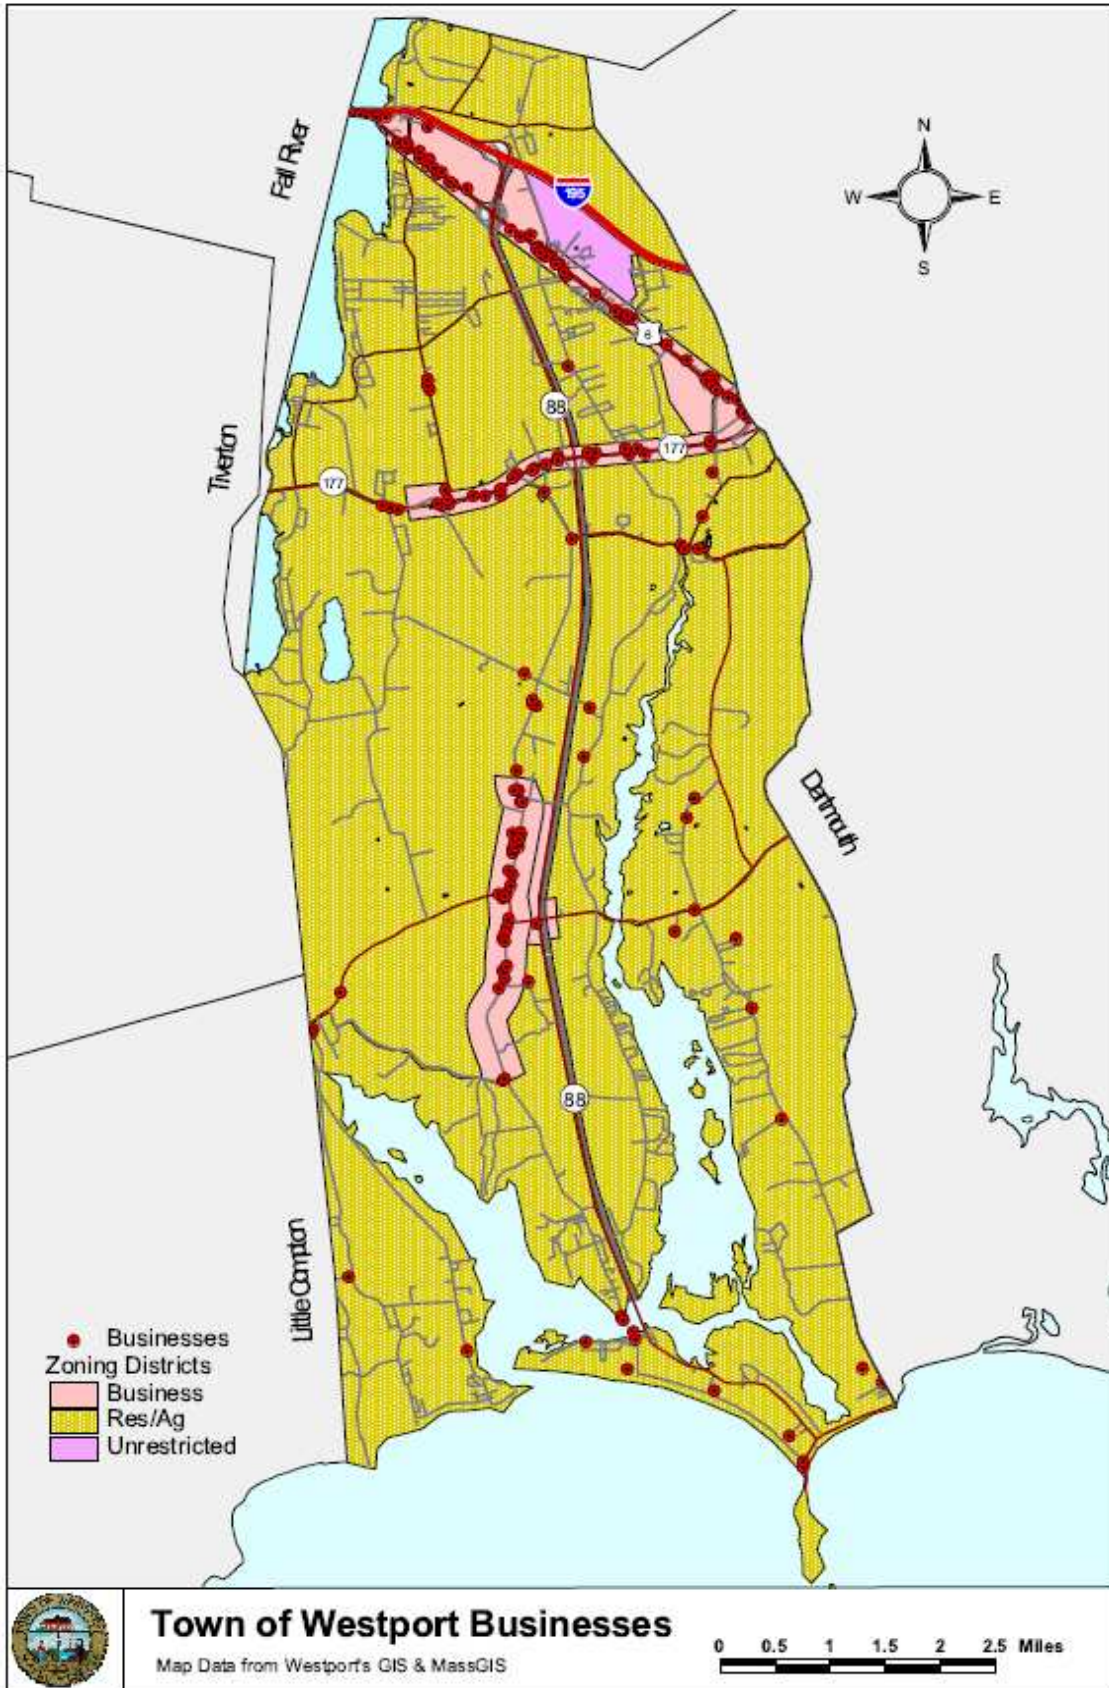 N
W E
S
Fall River
195
6
88
Tiverton
177
177
Dartmouth
88
Little Compton
Businesses
Zoning Districts
Business
Res/Ag
Unrestricted
Town of Westport Businesses
Map Data from Westport's GIS & MassGIS
0 0.5 1 1.5 2 2.5 Miles